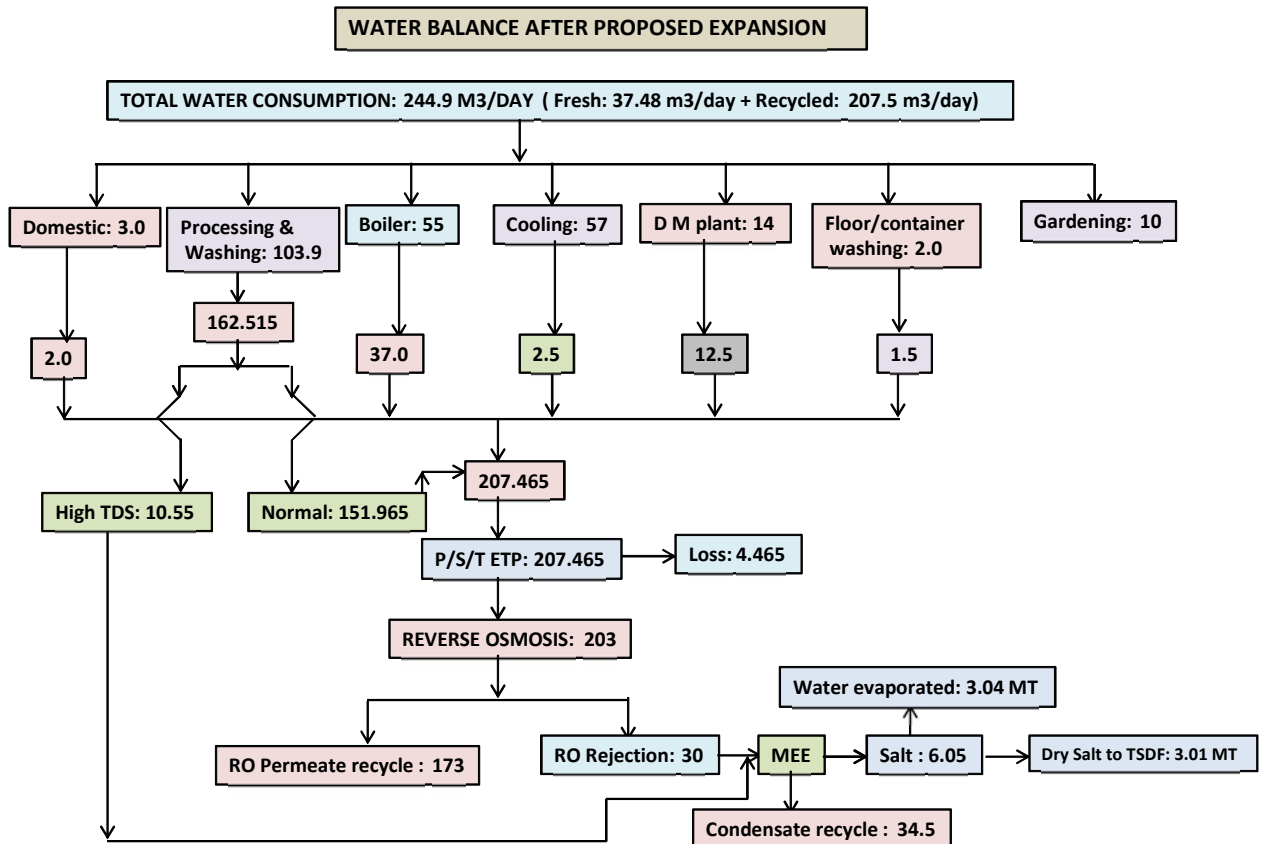 WATER BALANCE AFTER PROPOSED EXPANSION
TOTAL WATER CONSUMPTION: 244.9 M3/DAY ( Fresh: 37.48 m3/day + Recycled: 207.5 m3/day)
Domestic: 3.0
Processing &
Washing: 103.9
Boiler: 55
Cooling: 57
D M plant: 14
Floor/container
washing: 2.0
Gardening: 10
162.515
2.0
37.0
2.5
12.5
1.5
207.465
High TDS: 10.55
Normal: 151.965
P/S/T ETP: 207.465
Loss: 4.465
REVERSE OSMOSIS: 203
Water evaporated: 3.04 MT
RO Permeate recycle : 173
RO Rejection: 30
MEE
Salt : 6.05
Dry Salt to TSDF: 3.01 MT
Condensate recycle : 34.5